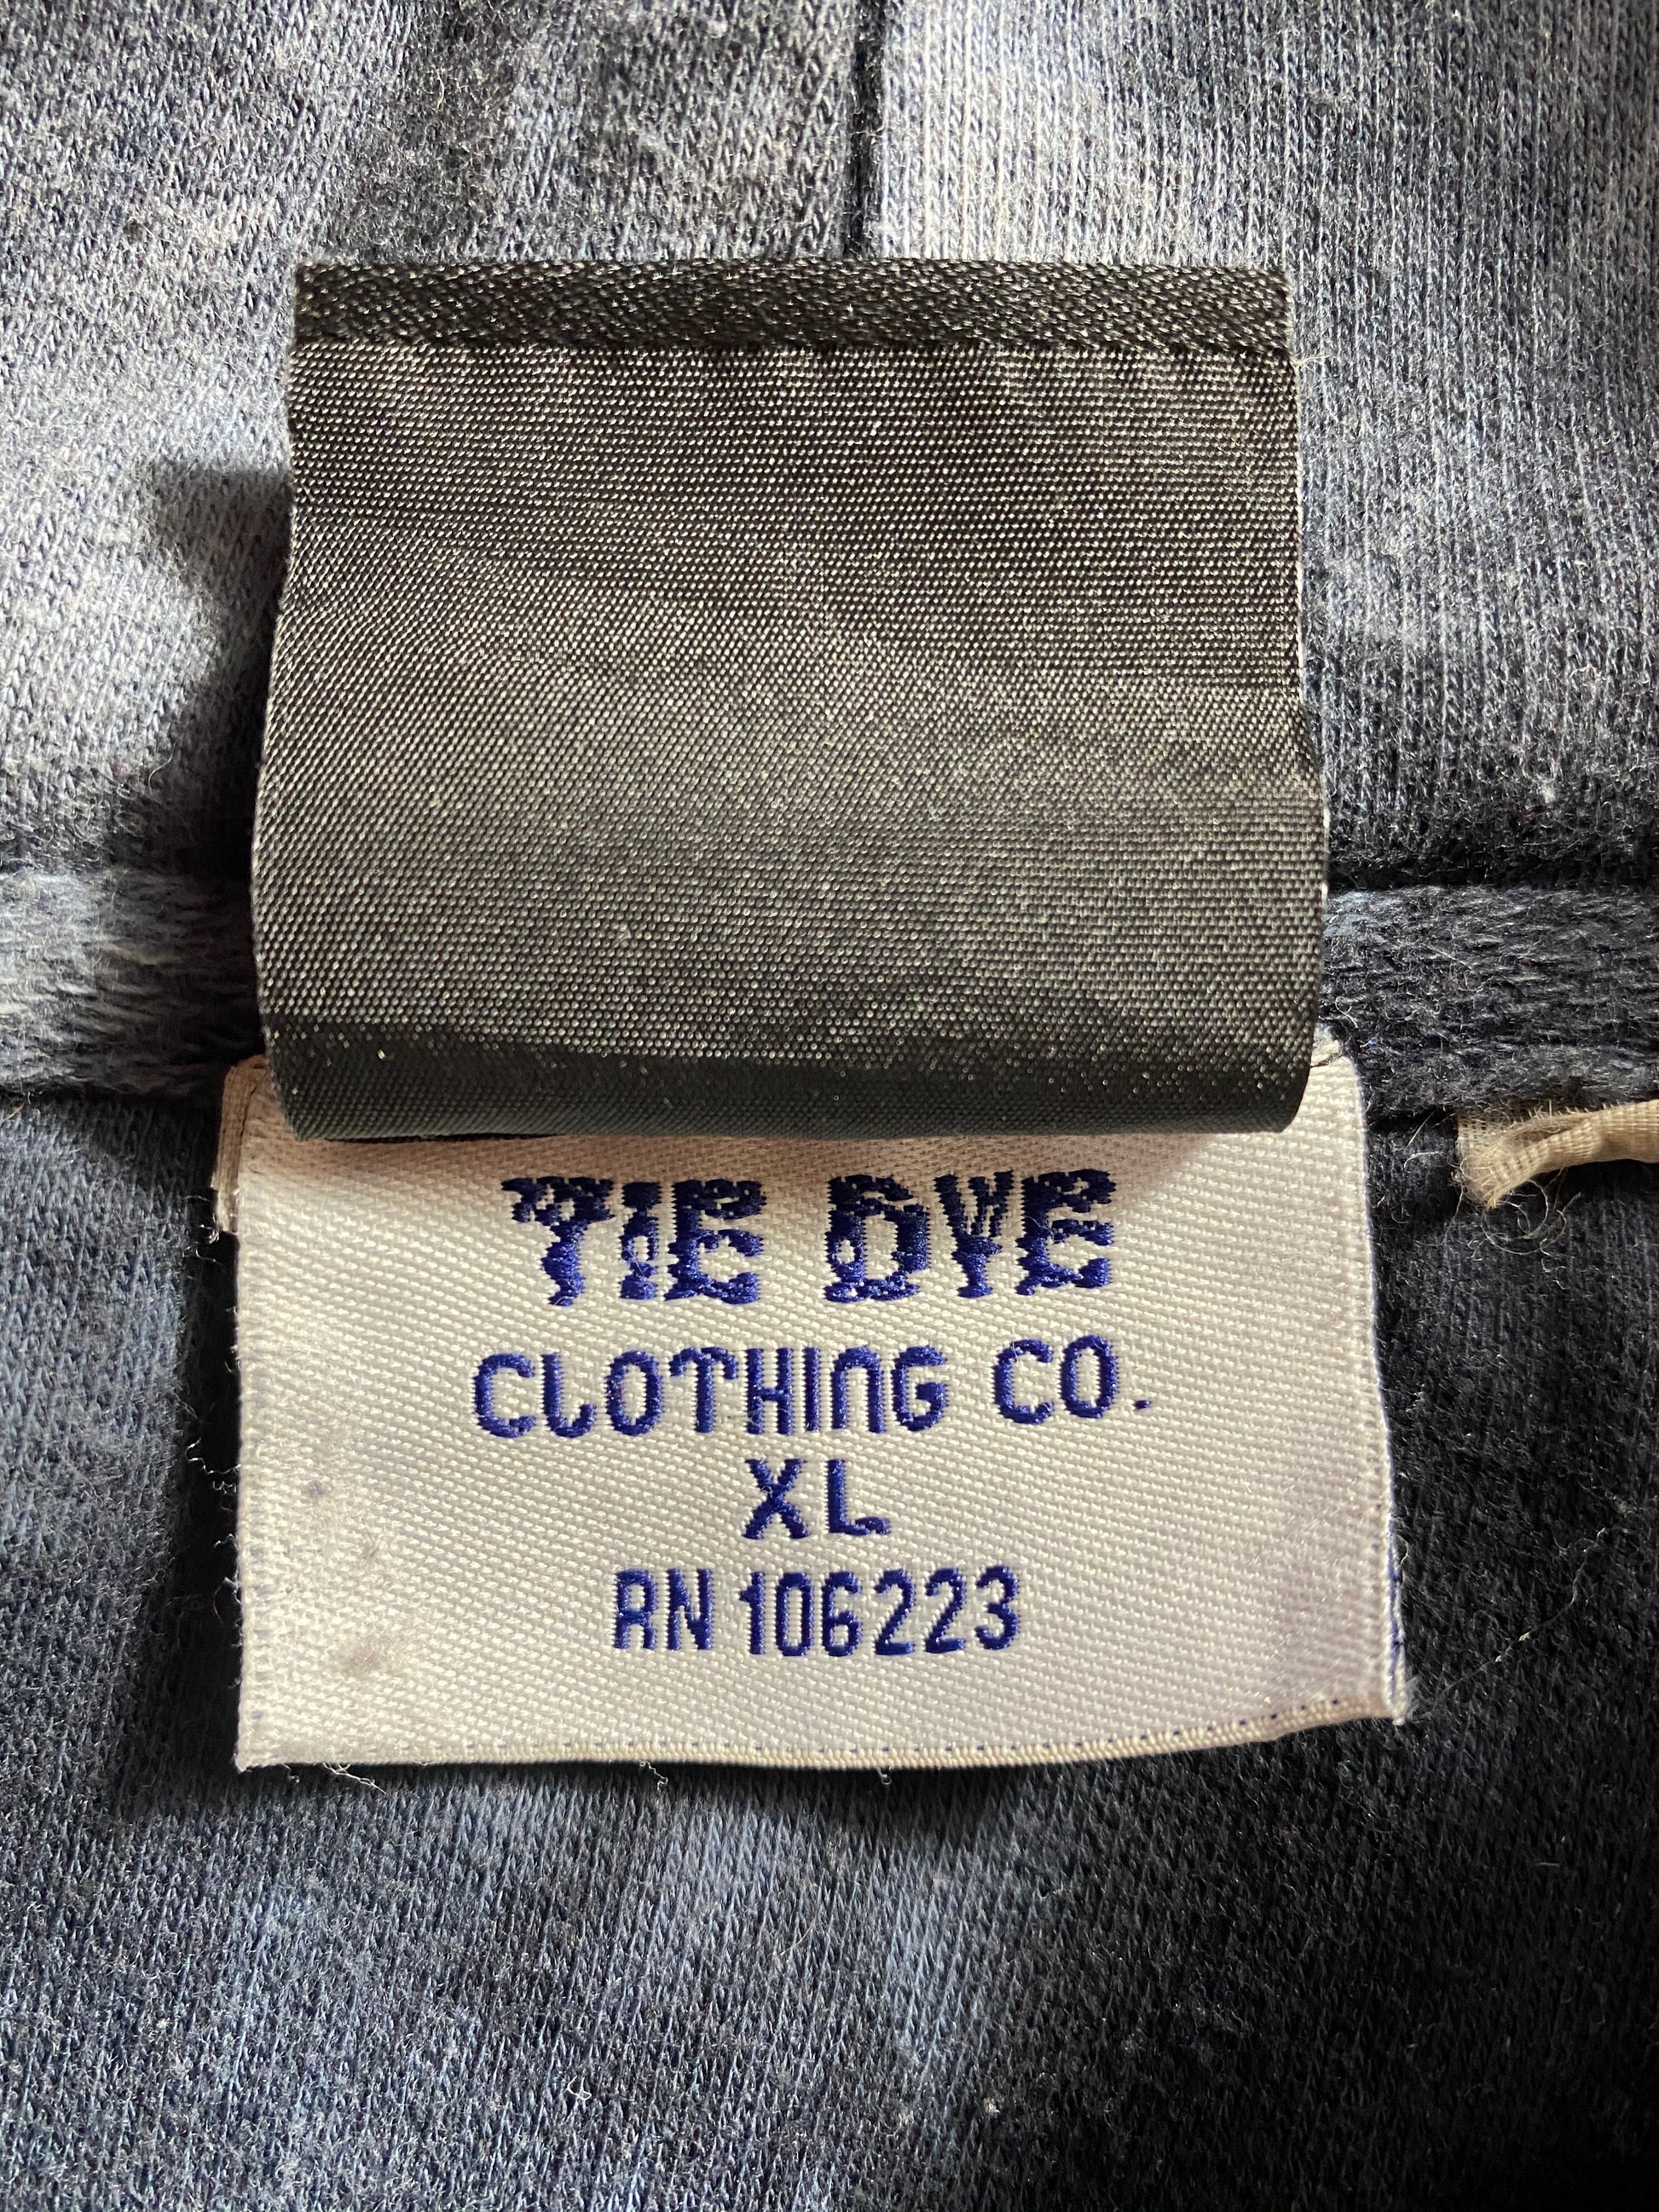 TIE DYE
CLOTHING CO.
XL
RN 106223